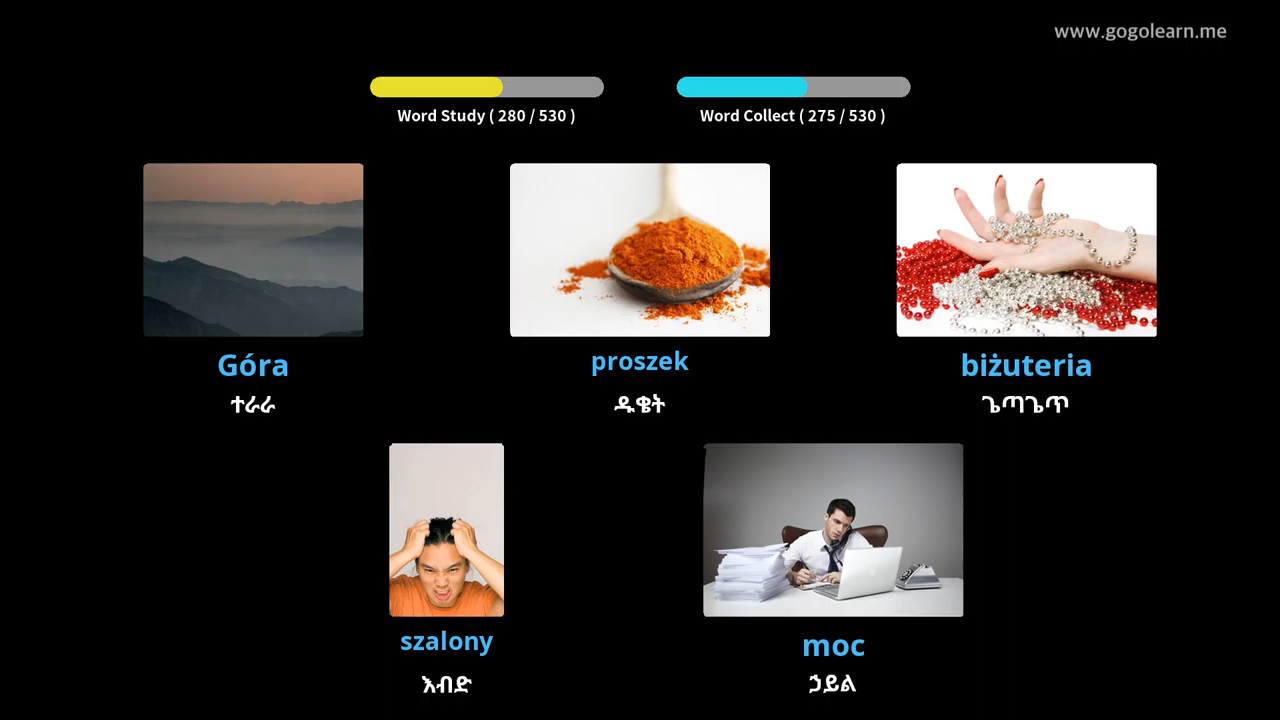 www.gogolearn.me
Word Study ( 280 / 530 )
Word Collect ( 275 / 530 )
Góra
proszek
biżuteria
ተራራ
ዱቄት
ጌጣጌጥ
szalony
moc
እብድ
ኃይል